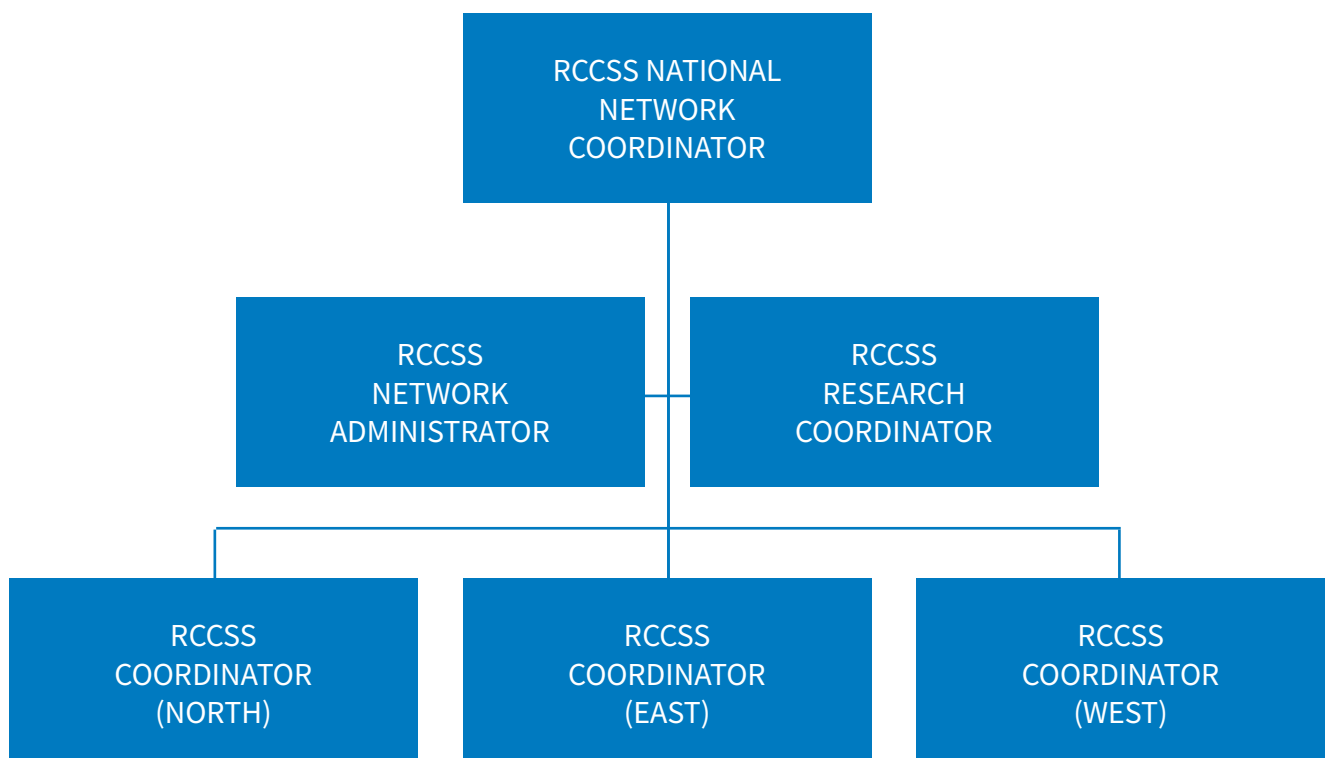 RCCSS NATIONAL
NETWORK
COORDINATOR
RCCSS
NETWORK
ADMINISTRATOR
RCCSS
RESEARCH
COORDINATOR
RCCSS
COORDINATOR
(NORTH)
RCCSS
COORDINATOR
(EAST)
RCCSS
COORDINATOR
(WEST)